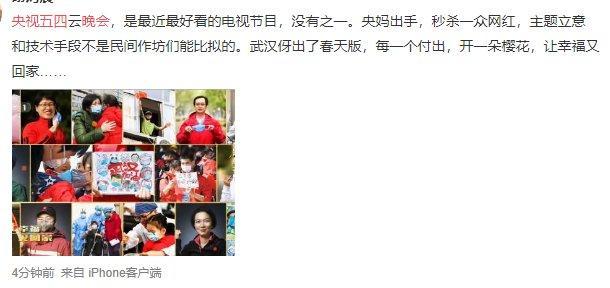 央视五四云晚会，是最近最好看的电视节目，没有之一。央妈出手，秒杀一众网红，主题立意
和技术手段不是民间作坊们能比拟的。武汉伢出了春天版，每一个付出，开一朵樱花，让幸福又
回家……
幸福
又回家
4分钟前 来自 iPhone客户端